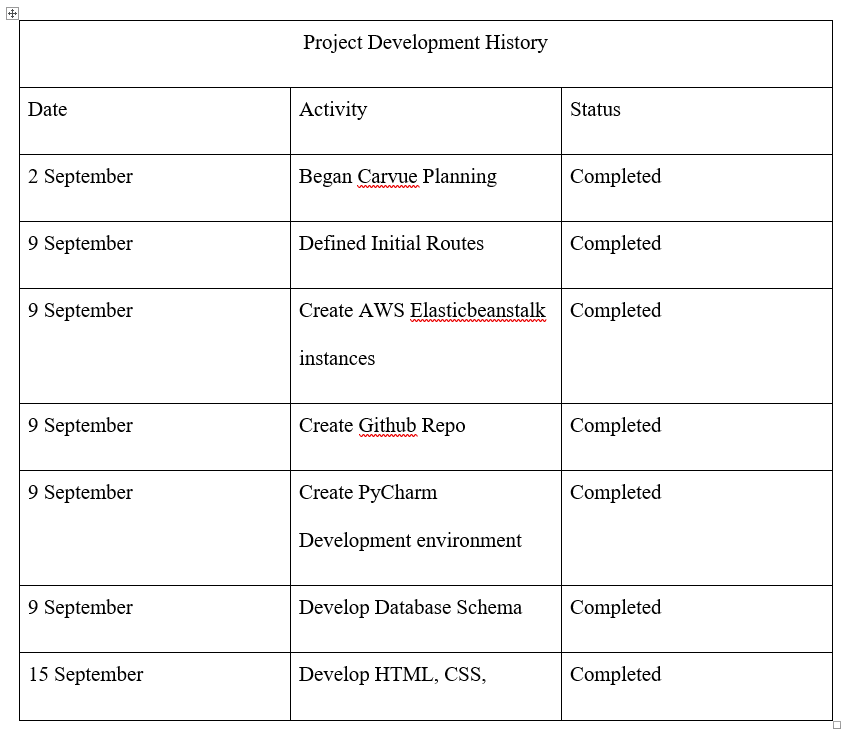 Project Development History
Date Activity Status
2 September Began Carvue Planning Completed
9 September Defined Initial Routes Completed
9 September Create AWS Elasticbeanstalk Completed
instances
9 September Create Github Repo Completed
9 September Create PyCharm Completed
Development environment
9 September Develop Database Schema Completed
15 September Develop HTML, CSS, Completed